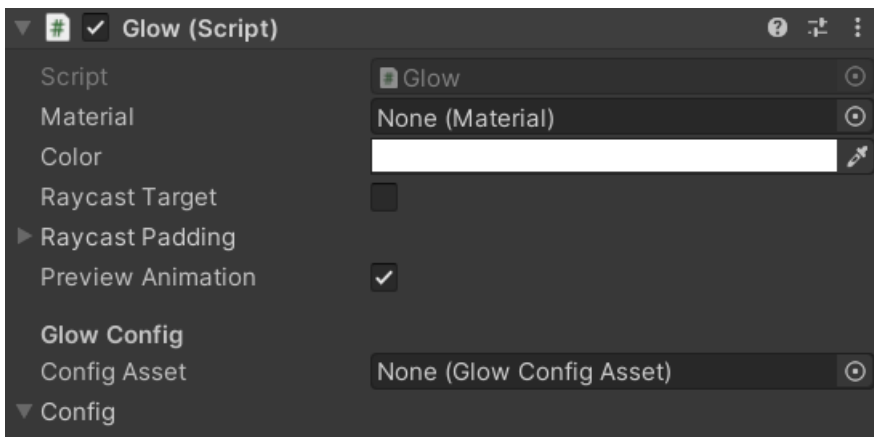 Glow (Script)
Script Glow
Material None (Material)
Color
Raycast Target
Raycast Padding
Preview Animation
Glow Config
Config Asset None (Glow Config Asset)
Config